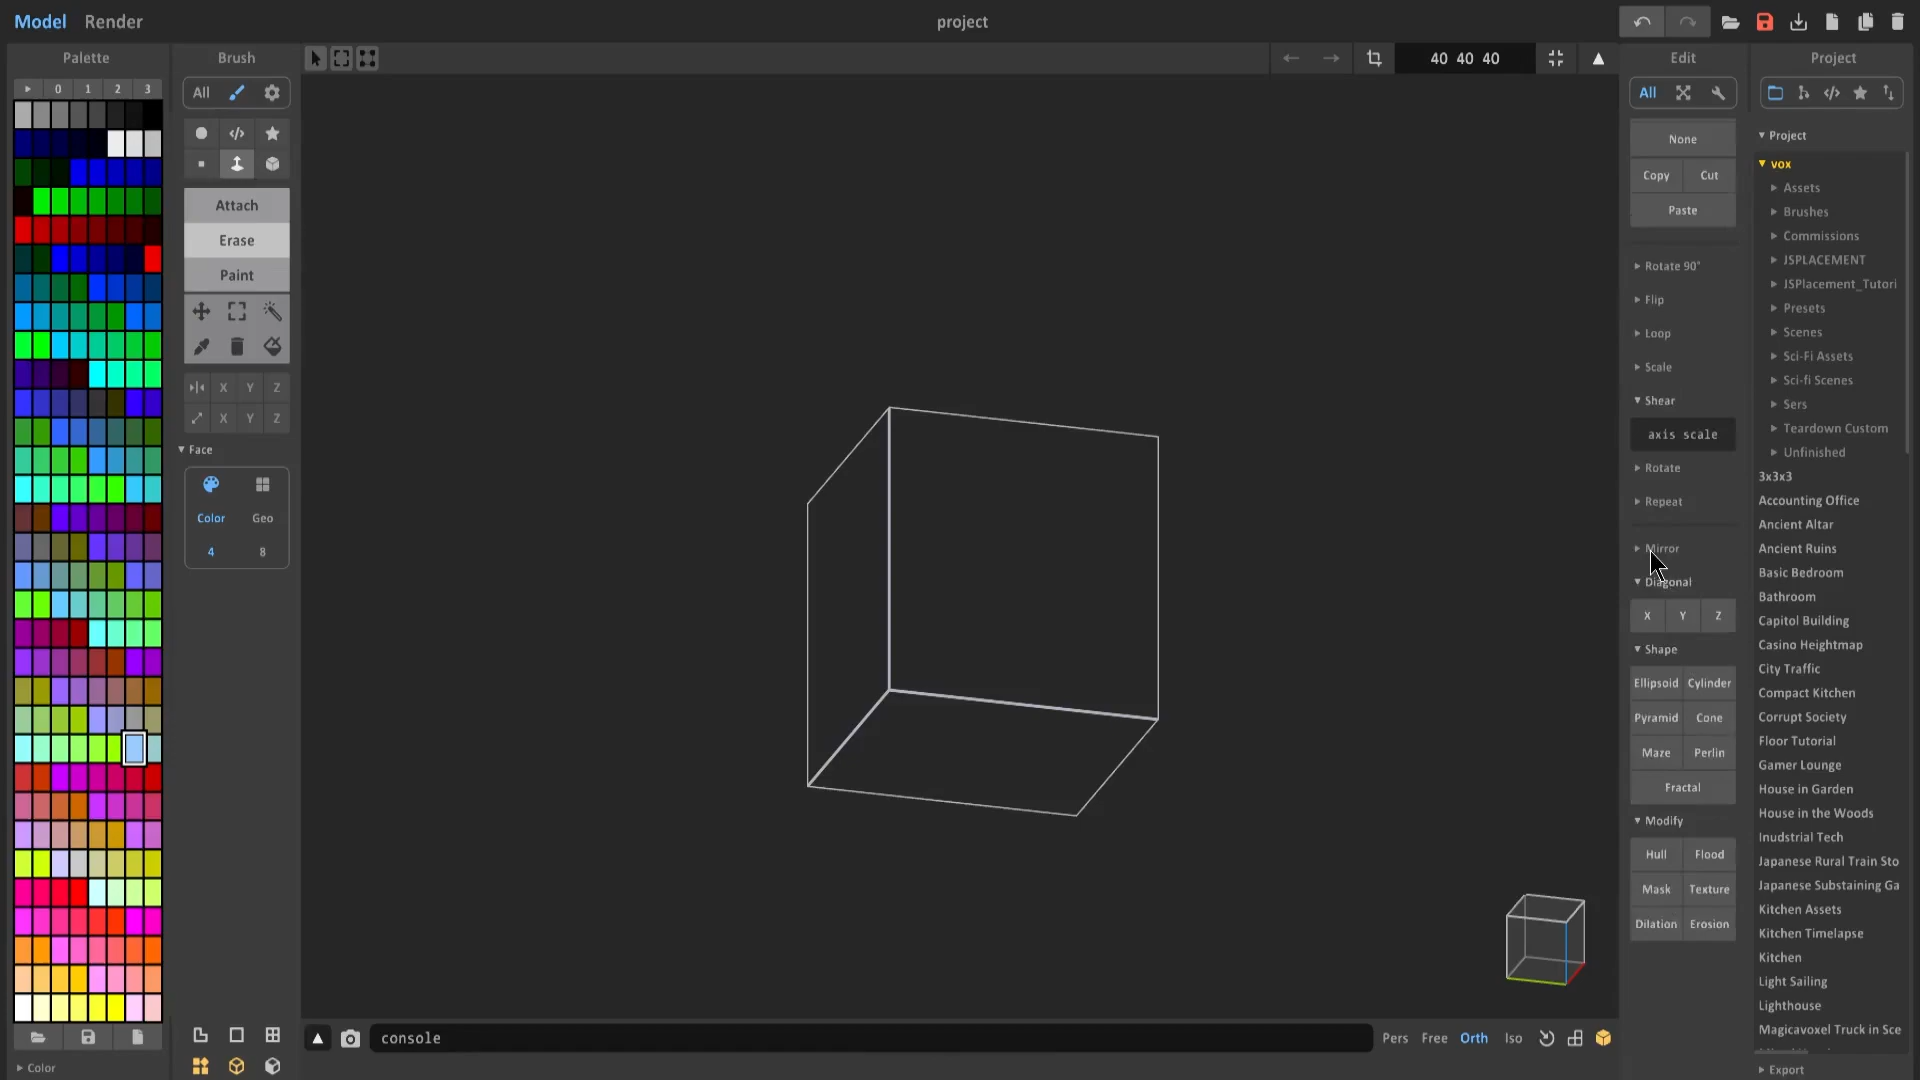 Model Render
project
Palette
0 1 2 3
Color
Brush
All
Attach
Erase
Paint
X Y Z
X Y Z
Face
Color Geo
4 8
40 40 40
console
Pers Free Orth Iso
Edit
All
None
Copy Cut
Paste
Rotate 90°
Flip
Loop
Scale
Shear
axis scale
Rotate
Repeat
Mirror
Diagonal
X Y Z
Shape
Ellipsoid Cylinder
Pyramid Cone
Maze Perlin
Fractal
Modify
Hull Flood
Mask Texture
Dilation Erosion
Project
Project
vox
Assets
Brushes
Commissions
JSPLACEMENT
JSPlacement_Tutori
Presets
Scenes
Sci-Fi Assets
Sci-fi Scenes
Sers
Teardown Custom
Unfinished
3x3x3
Accounting Office
Ancient Altar
Ancient Ruins
Basic Bedroom
Bathroom
Capitol Building
Casino Heightmap
City Traffic
Compact Kitchen
Corrupt Society
Floor Tutorial
Gamer Lounge
House in Garden
House in the Woods
Inudstrial Tech
Japanese Rural Train Sto
Japanese Substaining Ga
Kitchen Assets
Kitchen Timelapse
Kitchen
Light Sailing
Lighthouse
Magicavoxel Truck in Sce
Export